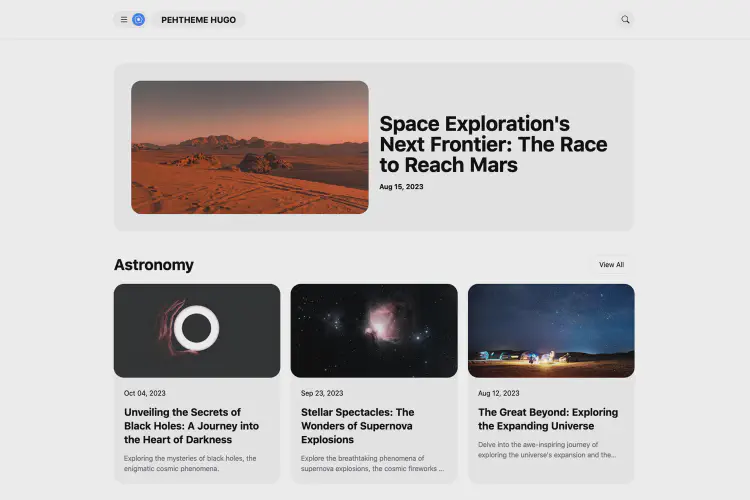 PEHTHEME HUGO
Space Exploration's
Next Frontier: The Race
to Reach Mars
Aug 15, 2023
Astronomy
View All
Oct 04, 2023
Unveiling the Secrets of
Black Holes: A Journey into
the Heart of Darkness
Exploring the mysteries of black holes, the
enigmatic cosmic phenomena.
Sep 23, 2023
Stellar Spectacles: The
Wonders of Supernova
Explosions
Explore the breathtaking phenomena of
supernova explosions, the cosmic fireworks ...
Aug 12, 2023
The Great Beyond: Exploring
the Expanding Universe
Delve into the awe-inspiring journey of
exploring the universe's expansion and the...